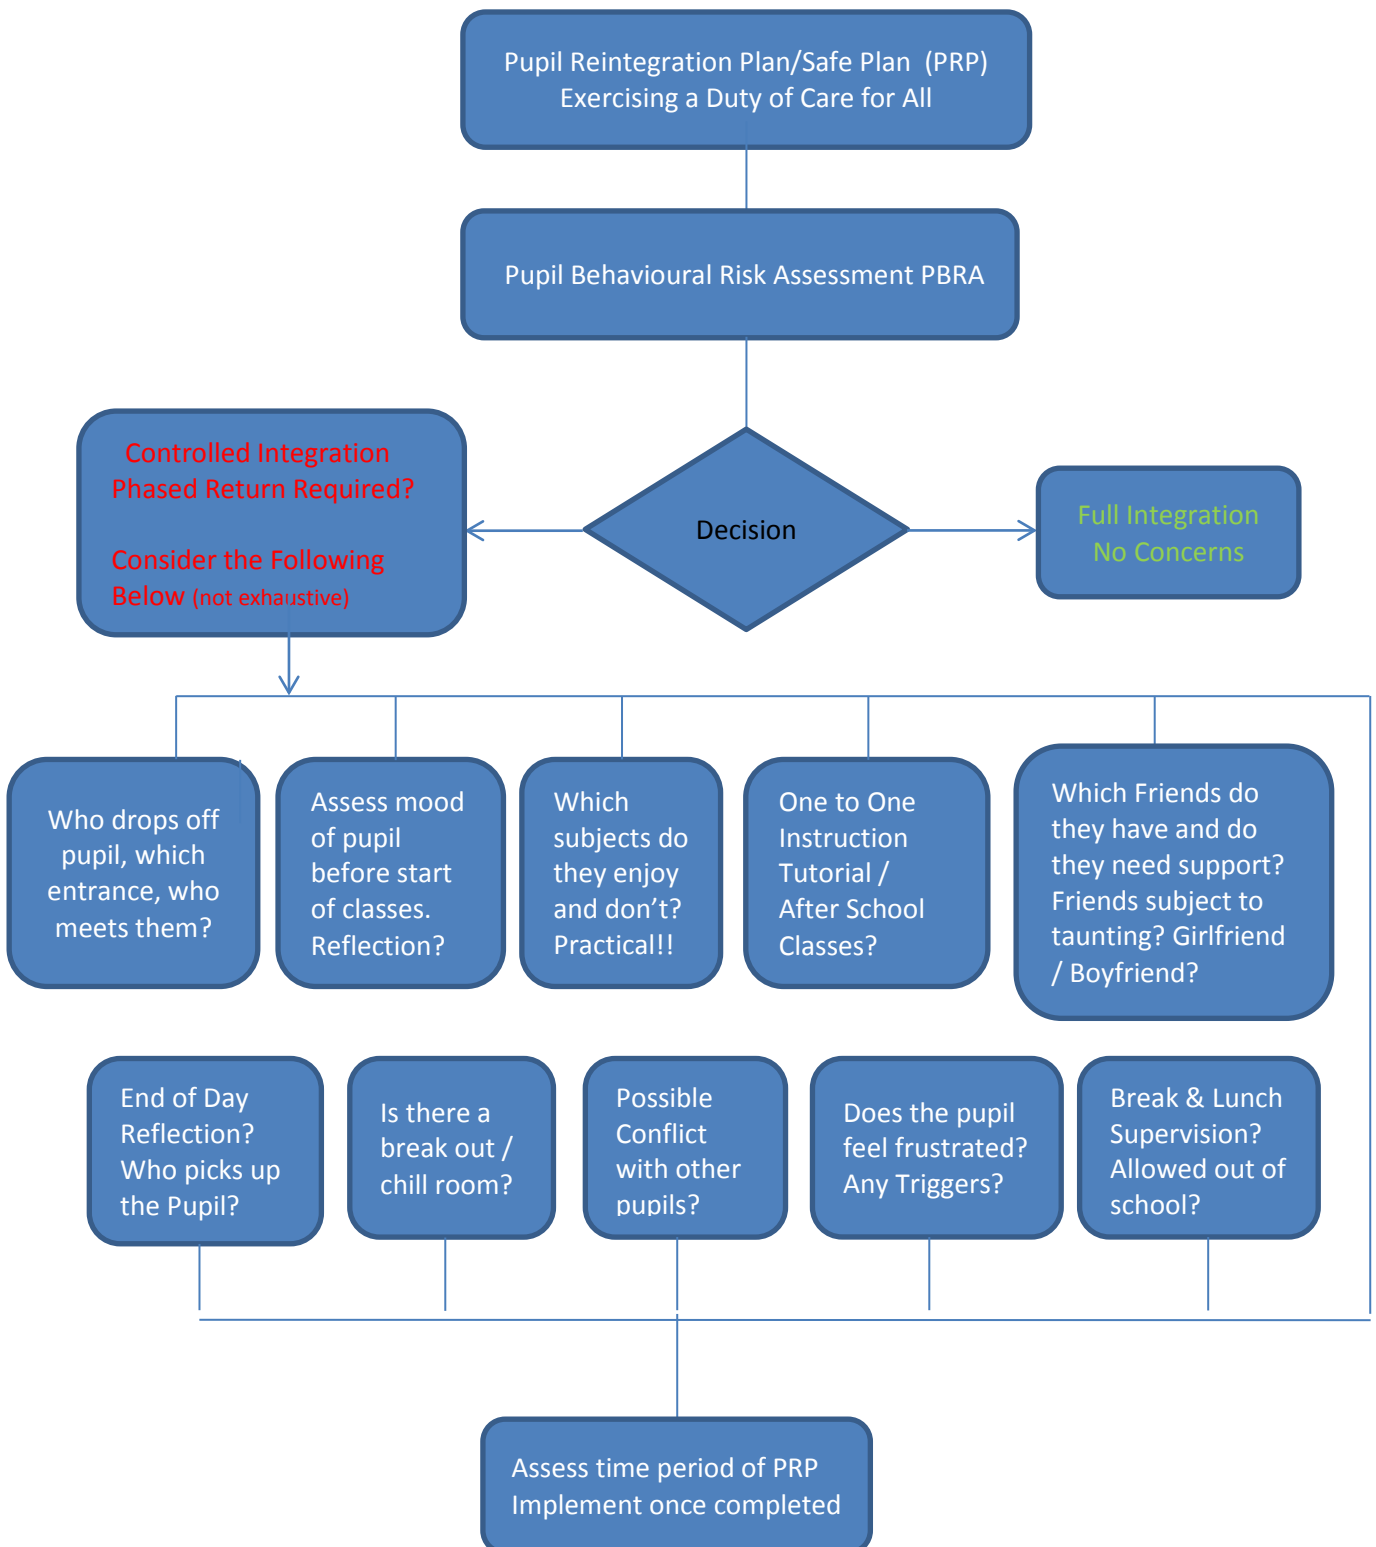 Pupil Reintegration Plan/Safe Plan (PRP)
Exercising a Duty of Care for All
Pupil Behavioural Risk Assessment PBRA
Controlled Integration
Phased Return Required?
Consider the Following
Below (not exhaustive)
Decision
Full Integration
No Concerns
Who drops off
pupil, which
entrance, who
meets them?
Assess mood
of pupil
before start
of classes.
Reflection?
Which
subjects do
they enjoy
and don't?
Practical!!
One to One
Instruction
Tutorial /
After School
Classes?
Which Friends do
they have and do
they need support?
Friends subject to
taunting? Girlfriend
/ Boyfriend?
End of Day
Reflection?
Who picks up
the Pupil?
Is there a
break out /
chill room?
Possible
Conflict
with other
pupils?
Does the pupil
feel frustrated?
Any Triggers?
Break & Lunch
Supervision?
Allowed out of
school?
Assess time period of PRP
Implement once completed